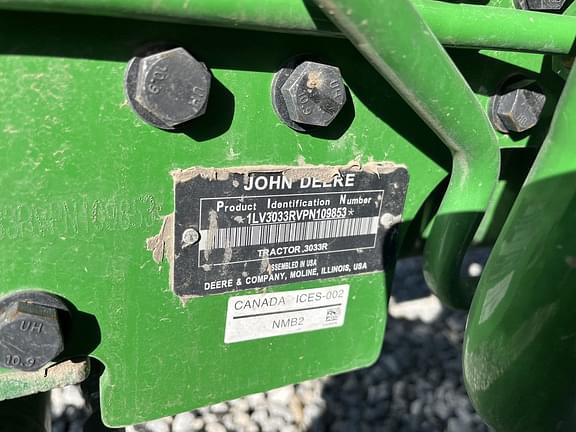 10.9
UH
10.9
JOHN DEERE
Product Identification Number
*1LV3033RVPN109853*
TRACTOR ,3033R
ASSEMBLED IN USA
DEERE & COMPANY, MOLINE, ILLINOIS, USA
CANADA ICES-002
NMB2
UH
10.9